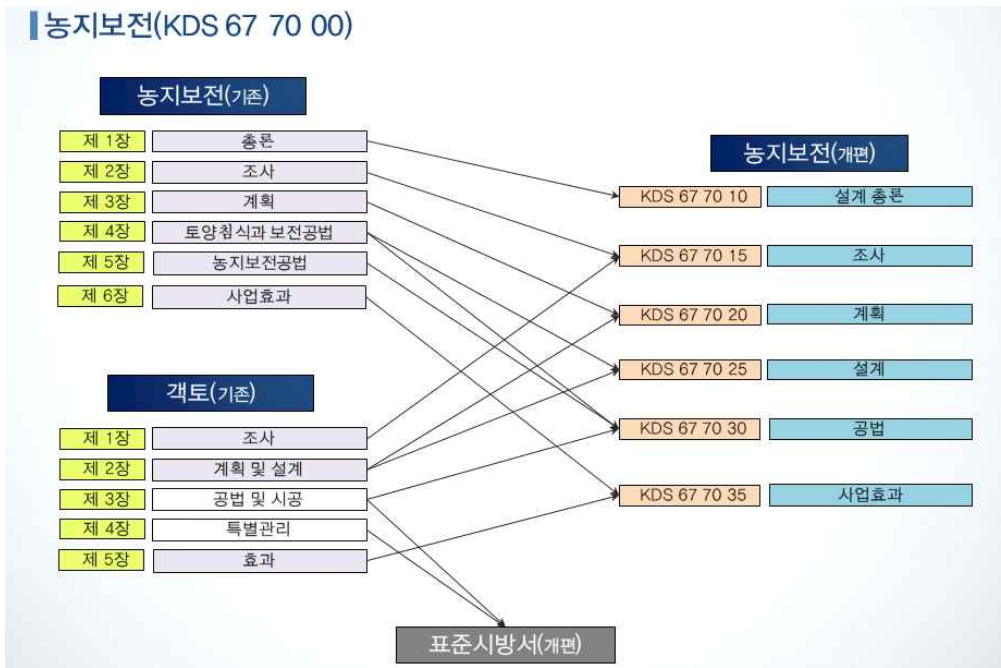 농지보전(KDS 67 70 00)
농지보전(기존)
제 1장 총론
제 2장 조사
제 3장 계획
제 4장 토양침식과 보전공법
제 5장 농지보전공법
제 6장 사업효과
객토(기존)
제 1장 조사
제 2장 계획 및 설계
제 3장 공법 및 시공
제 4장 특별관리
제 5장 효과
농지보전(개편)
KDS 67 70 10 설계 총론
KDS 67 70 15 조사
KDS 67 70 20 계획
KDS 67 70 25 설계
KDS 67 70 30 공법
KDS 67 70 35 사업효과
표준시방서(개편)